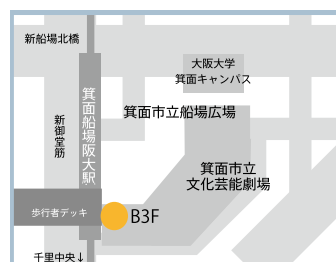 新船場北橋
大阪大学
箕面キャンパス
箕面船場阪大駅
箕面市立船場広場
新御堂筋
箕面市立
文化芸能劇場
歩行者デッキ
B3F
千里中央↓